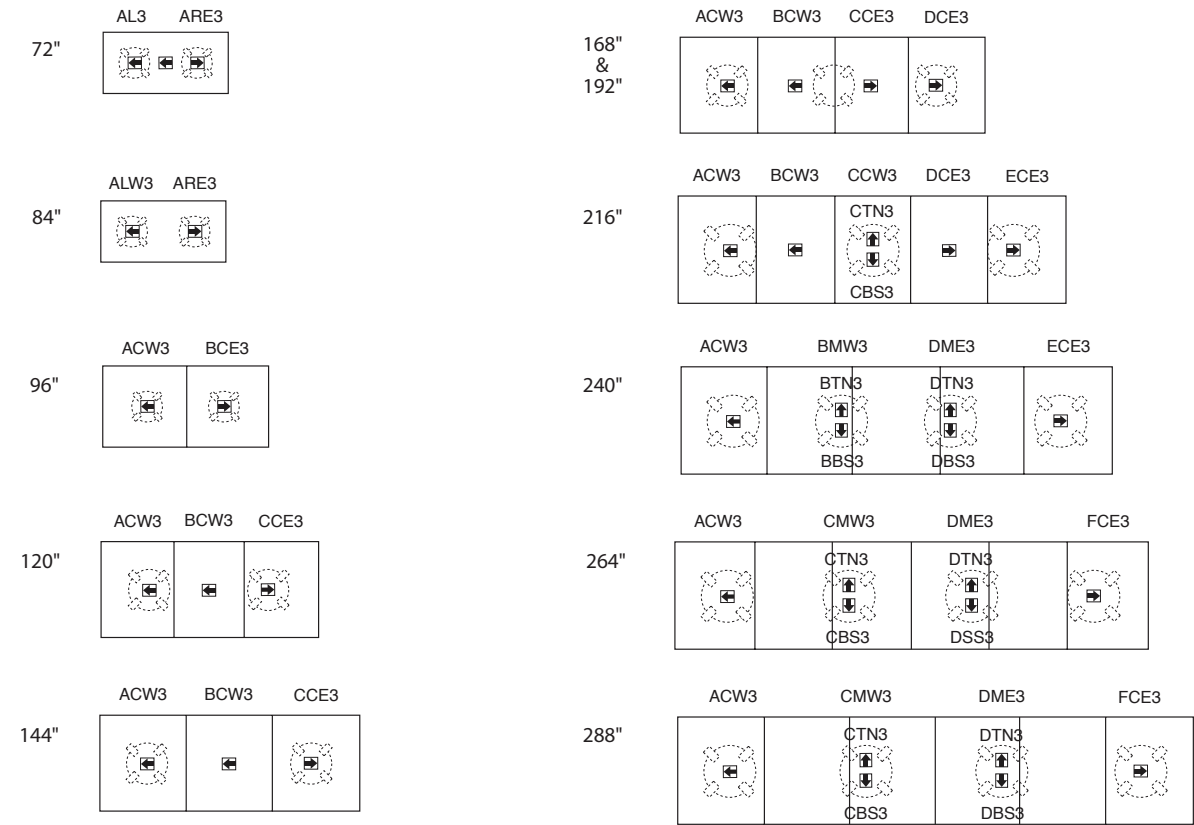 AL3 ARE3
72"
ALW3 ARE3
84"
ACW3 BCE3
96"
ACW3 BCW3 CCE3
120"
ACW3 BCW3 CCE3
144"
ACW3 BCW3 CCE3 DCE3
168"
&
192"
ACW3 BCW3 CCW3 DCE3 ECE3
216"
CTN3
CBS3
ACW3 BMW3 DME3 ECE3
240"
BTN3 DTN3
BBS3 DBS3
ACW3 CMW3 DME3 FCE3
264"
CTN3 DTN3
CBS3 DSS3
ACW3 CMW3 DME3 FCE3
288"
CTN3 DTN3
CBS3 DBS3